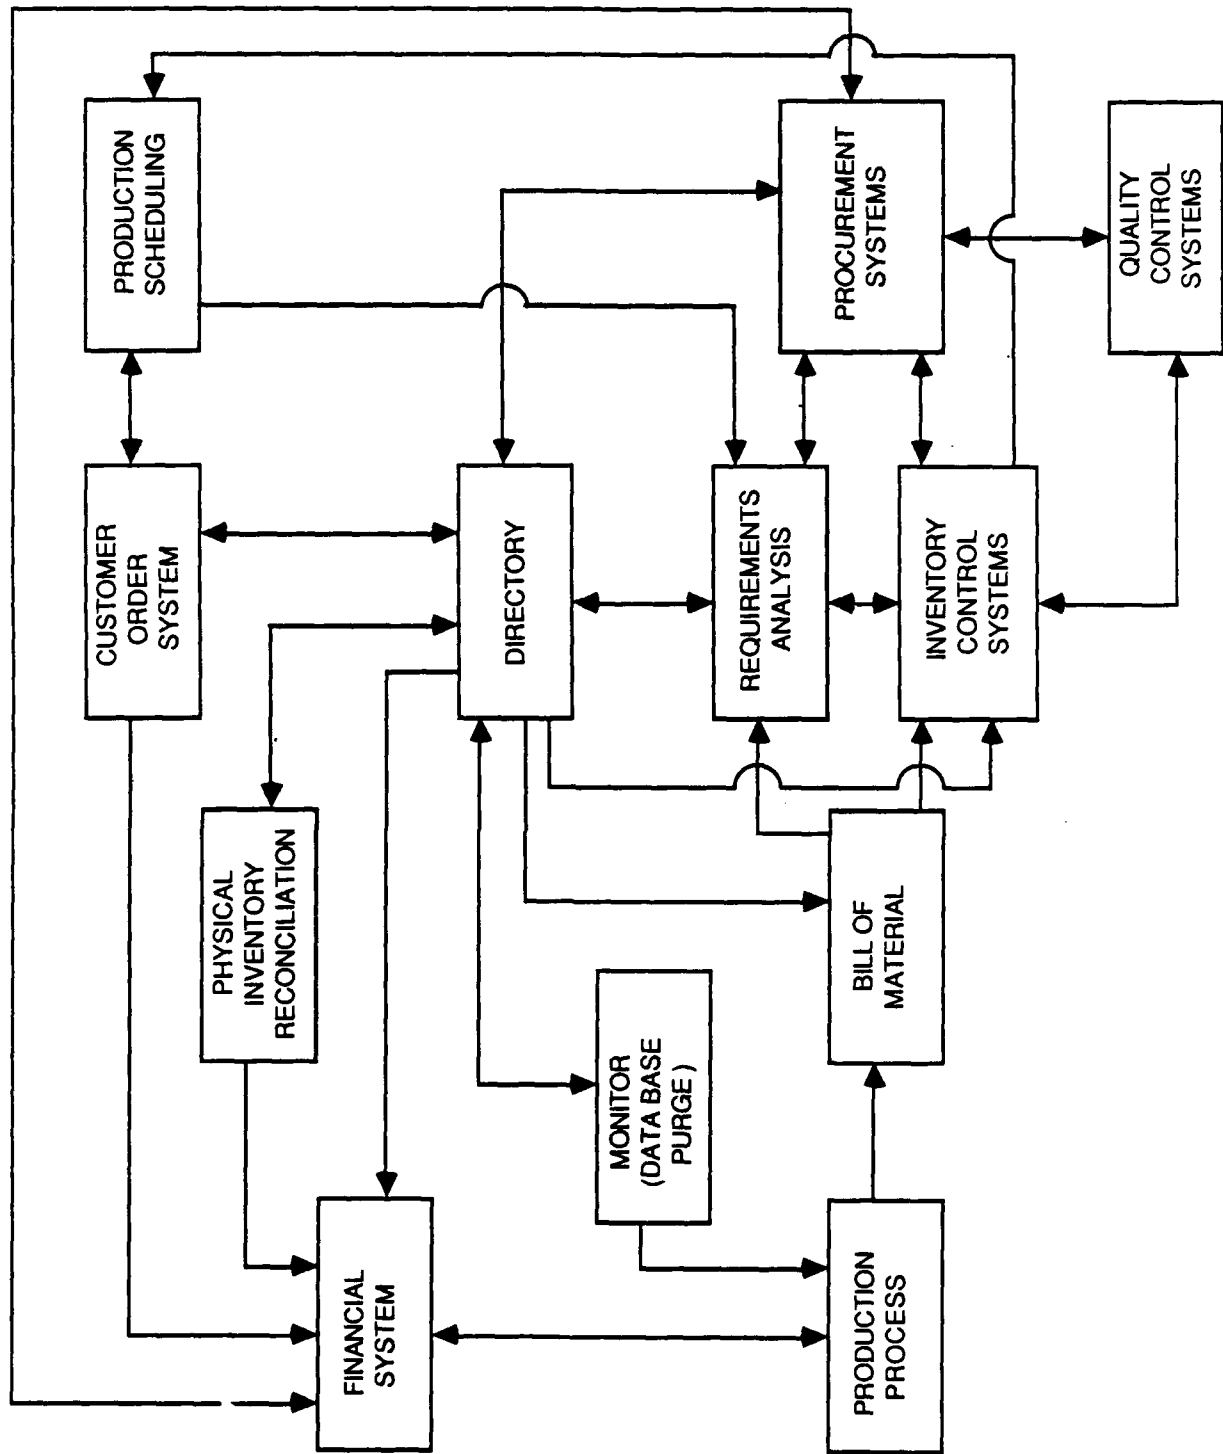 FINANCIAL
SYSTEM
PHYSICAL
INVENTORY
RECONCILIATION
CUSTOMER
ORDER
SYSTEM
PRODUCTION
SCHEDULING
MONITOR
(DATA BASE
PURGE)
DIRECTORY
PRODUCTION
PROCESS
BILL OF
MATERIAL
REQUIREMENTS
ANALYSIS
INVENTORY
CONTROL
SYSTEMS
PROCUREMENT
SYSTEMS
QUALITY
CONTROL
SYSTEMS